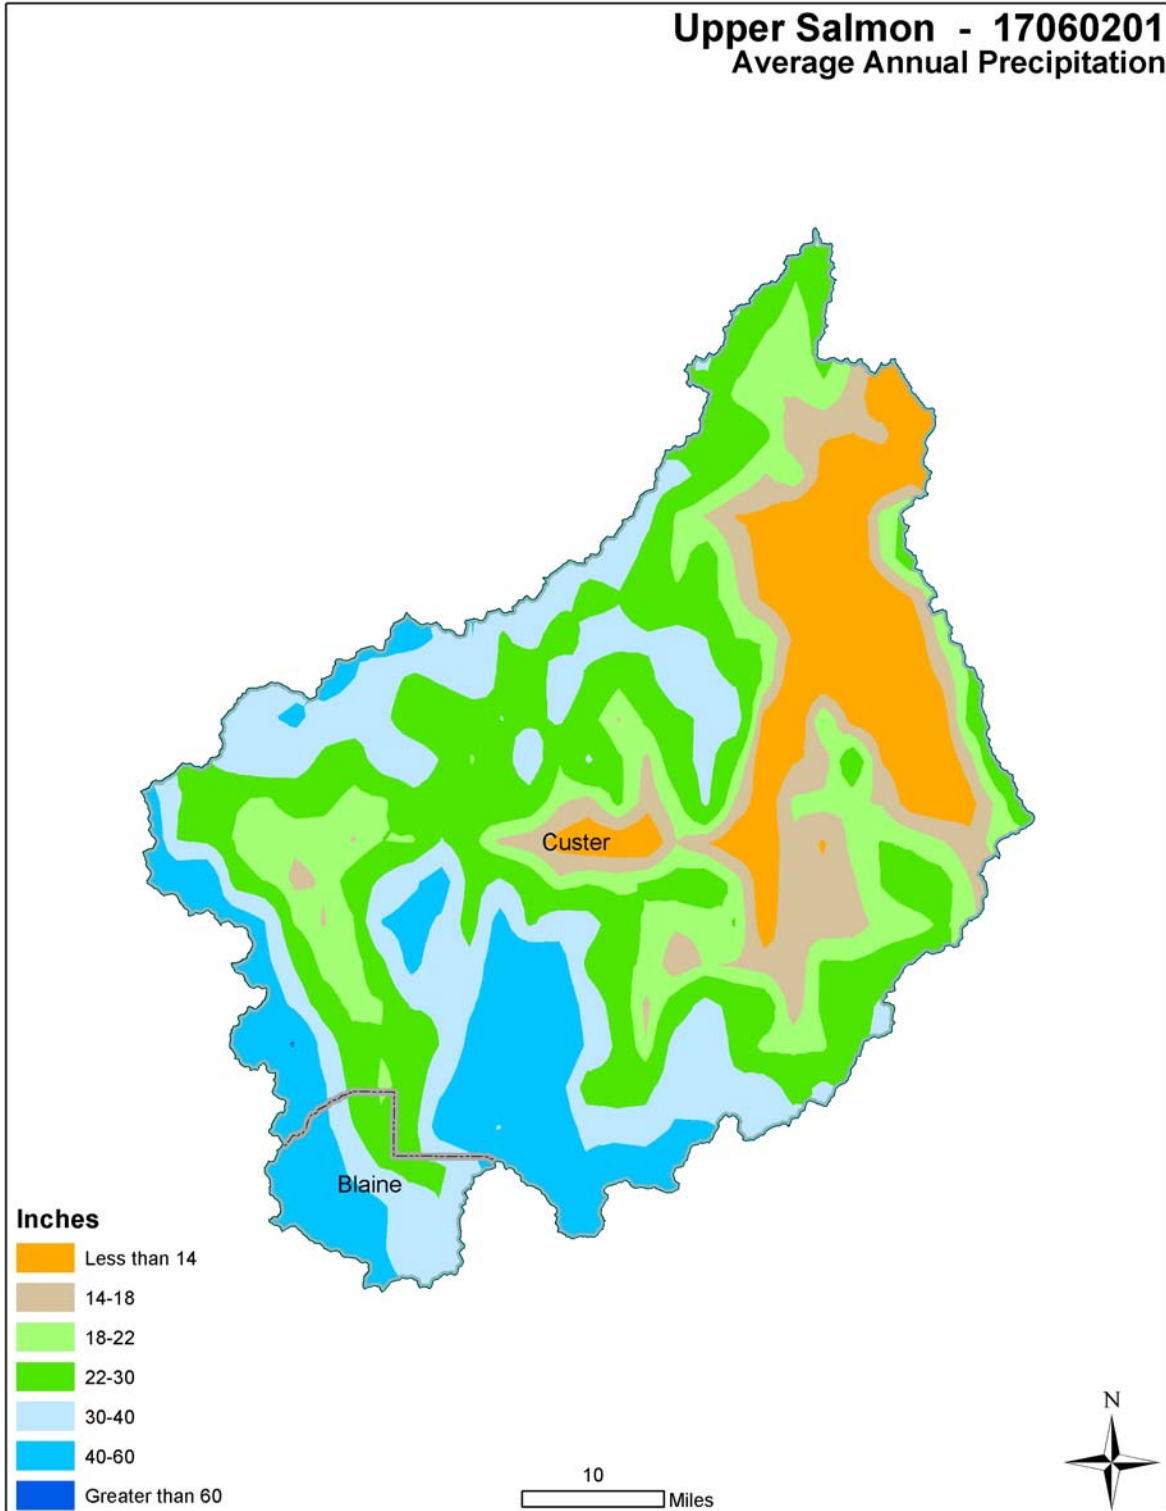 Upper Salmon - 17060201
Average Annual Precipitation
Custer
Blaine
Inches
Less than 14
14-18
18-22
22-30
30-40
40-60
Greater than 60
10
Miles
N